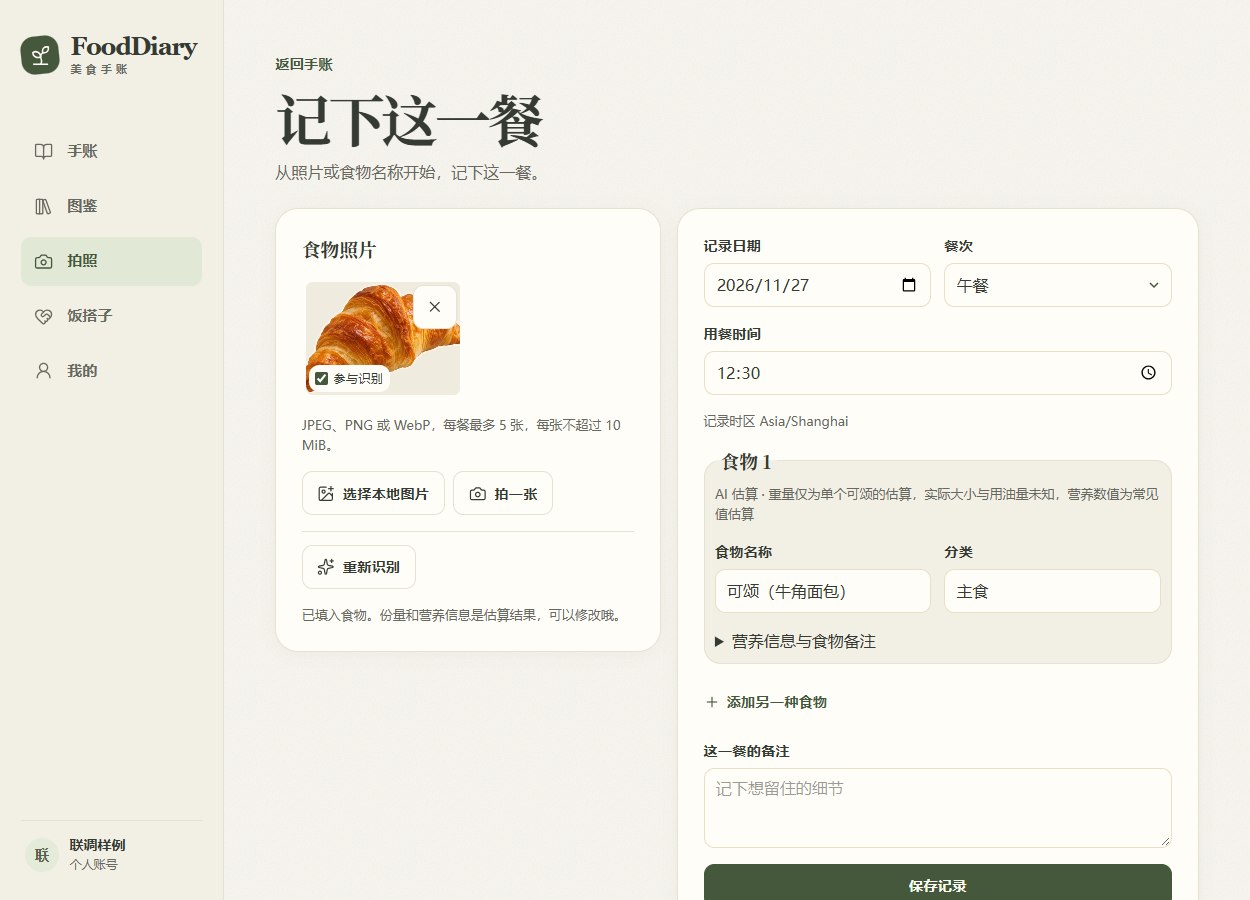 FoodDiary
美食手账
手账
图鉴
拍照
饭搭子
我的
联
联调样例
个人账号
返回手账
记下这一餐
从照片或食物名称开始，记下这一餐。
食物照片
参与识别
JPEG、PNG 或 WebP，每餐最多 5 张，每张不超过 10
MiB。
选择本地图片
拍一张
重新识别
已填入食物。份量和营养信息是估算结果，可以修改哦。
记录日期
餐次
2026/11/27
午餐
用餐时间
12:30
记录时区 Asia/Shanghai
食物 1
AI 估算 · 重量仅为单个可颂的估算，实际大小与用油量未知，营养数值为常见
值估算
食物名称
分类
可颂（牛角面包）
主食
营养信息与食物备注
添加另一种食物
这一餐的备注
记下想留住的细节
保存记录